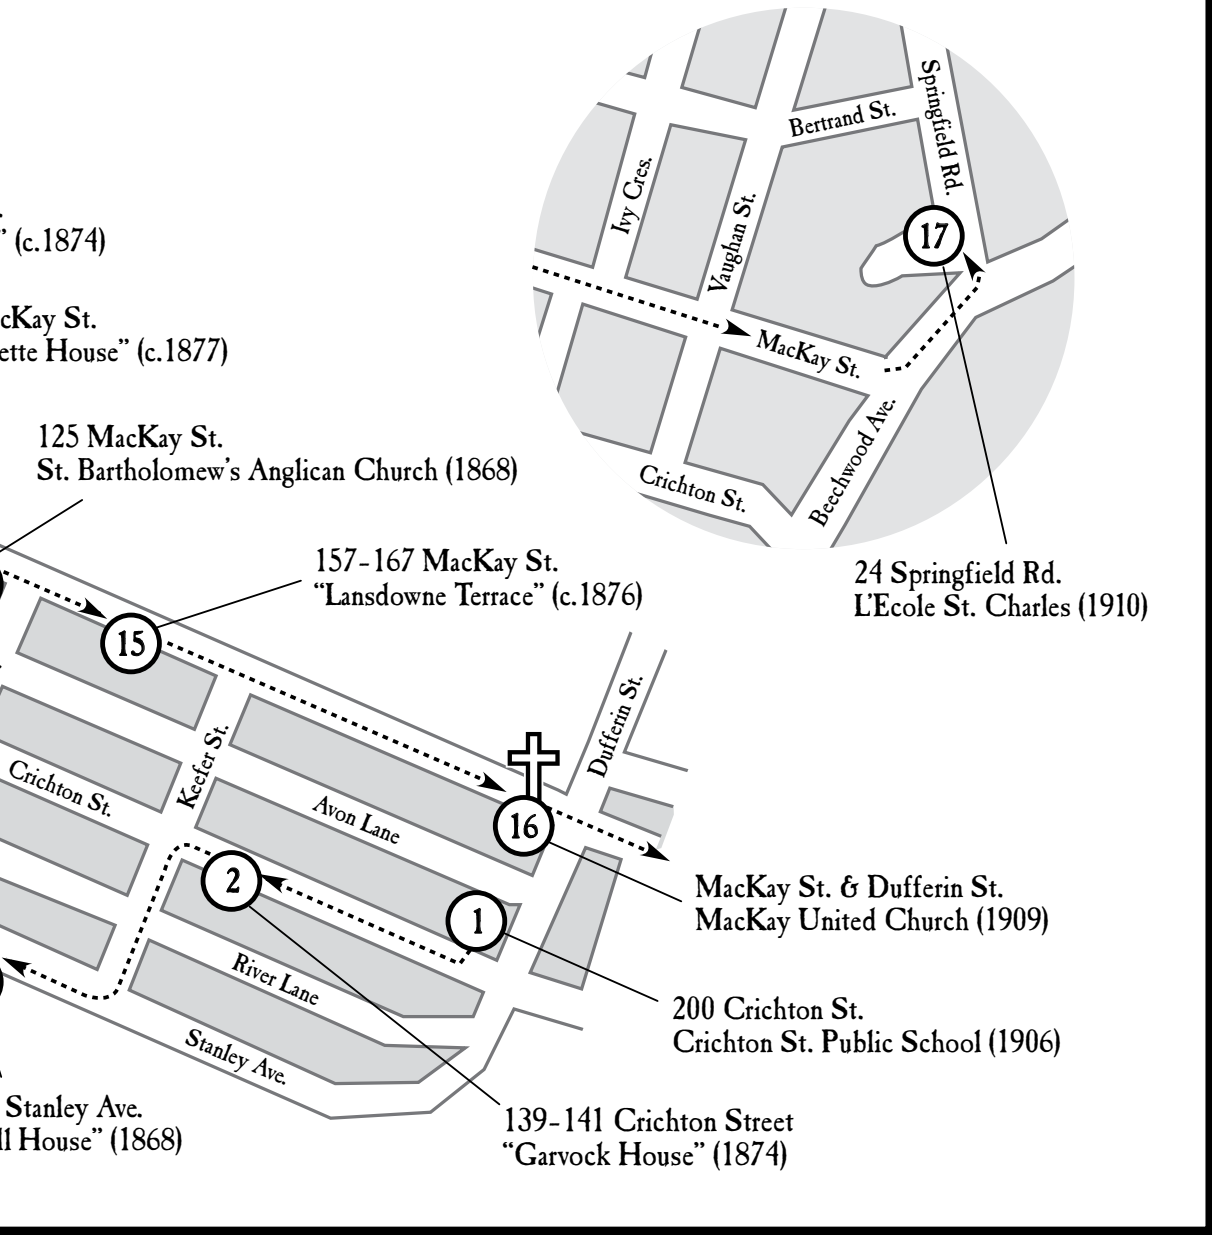 Springfield Rd.
Bertrand St.
Ivy Cres.
Vaughan St.
17
MacKay St.
Beechwood Ave.
Crichton St.
24 Springfield Rd.
L'Ecole St. Charles (1910)
” (c.1874)
cKay St.
ette House” (c.1877)
125 MacKay St.
St. Bartholomew's Anglican Church (1868)
157-167 MacKay St.
“Lansdowne Terrace” (c.1876)
15
Dufferin St.
Keefer St.
Crichton St.
Avon Lane
16
2
1
MacKay St. & Dufferin St.
MacKay United Church (1909)
River Lane
200 Crichton St.
Crichton St. Public School (1906)
Stanley Ave.
Stanley Ave.
ll House” (1868)
139-141 Crichton Street
“Garvock House” (1874)